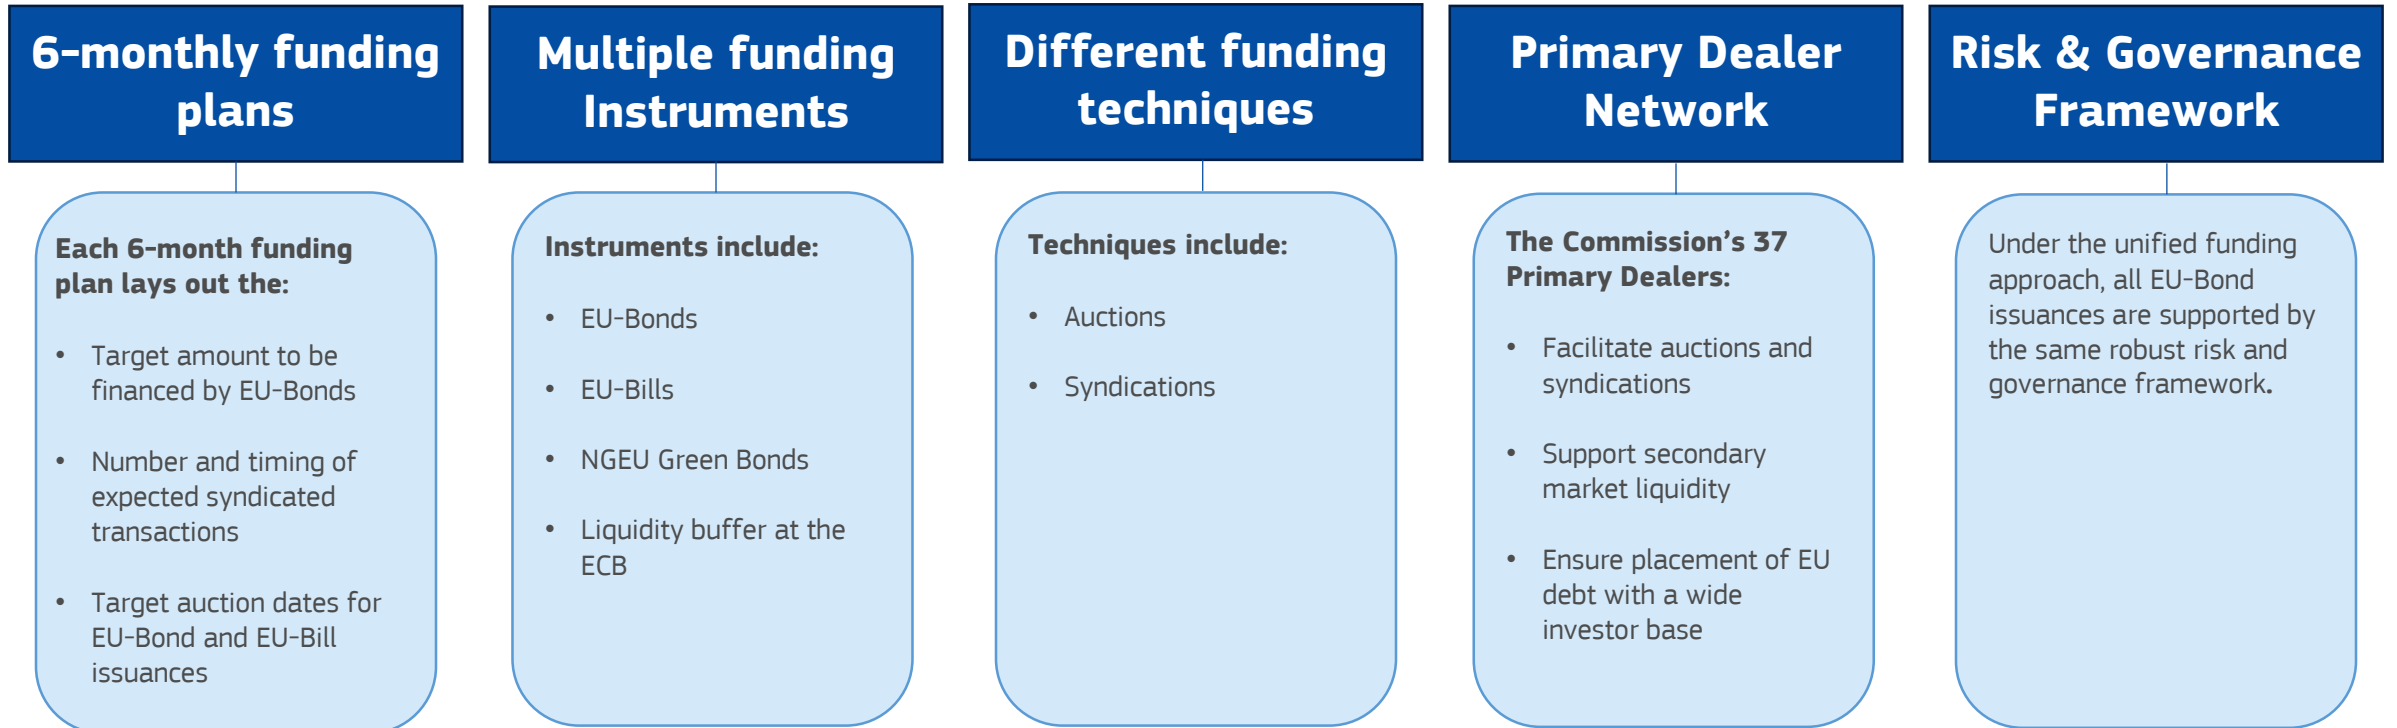 6-monthly funding
plans
Each 6-month funding
plan lays out the:
• Target amount to be
financed by EU-Bonds
• Number and timing of
expected syndicated
transactions
• Target auction dates for
EU-Bond and EU-Bill
issuances
Multiple funding
Instruments
Instruments include:
• EU-Bonds
• EU-Bills
• NGEU Green Bonds
• Liquidity buffer at the
ECB
Different funding
techniques
Techniques include:
• Auctions
• Syndications
Primary Dealer
Network
The Commission’s 37
Primary Dealers:
• Facilitate auctions and
syndications
• Support secondary
market liquidity
• Ensure placement of EU
debt with a wide
investor base
Risk & Governance
Framework
Under the unified funding
approach, all EU-Bond
issuances are supported by
the same robust risk and
governance framework.